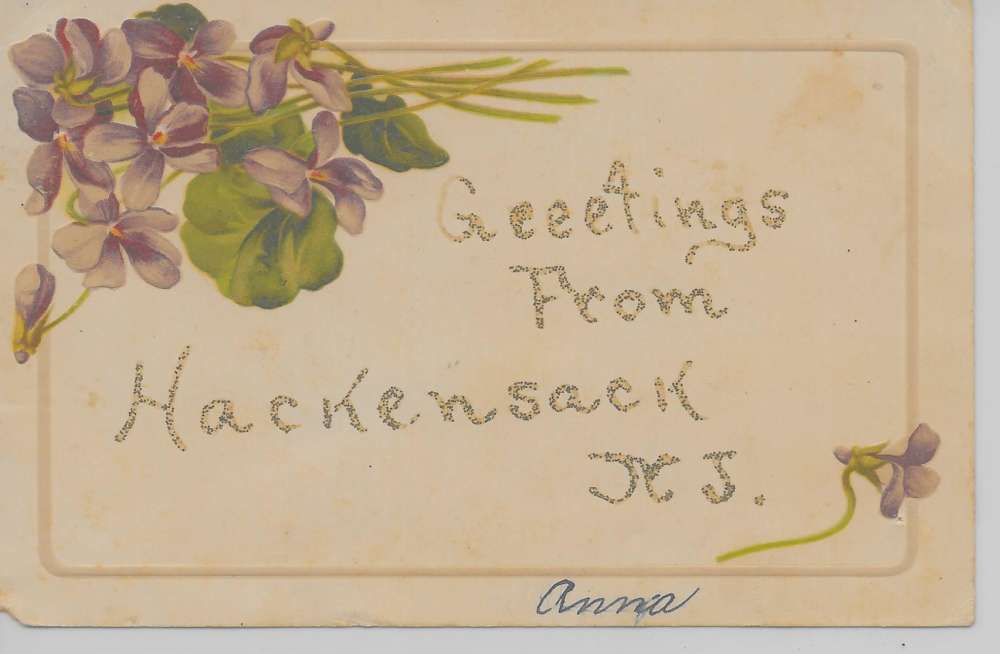 Greetings
From
Hackensack
N J.
Anna